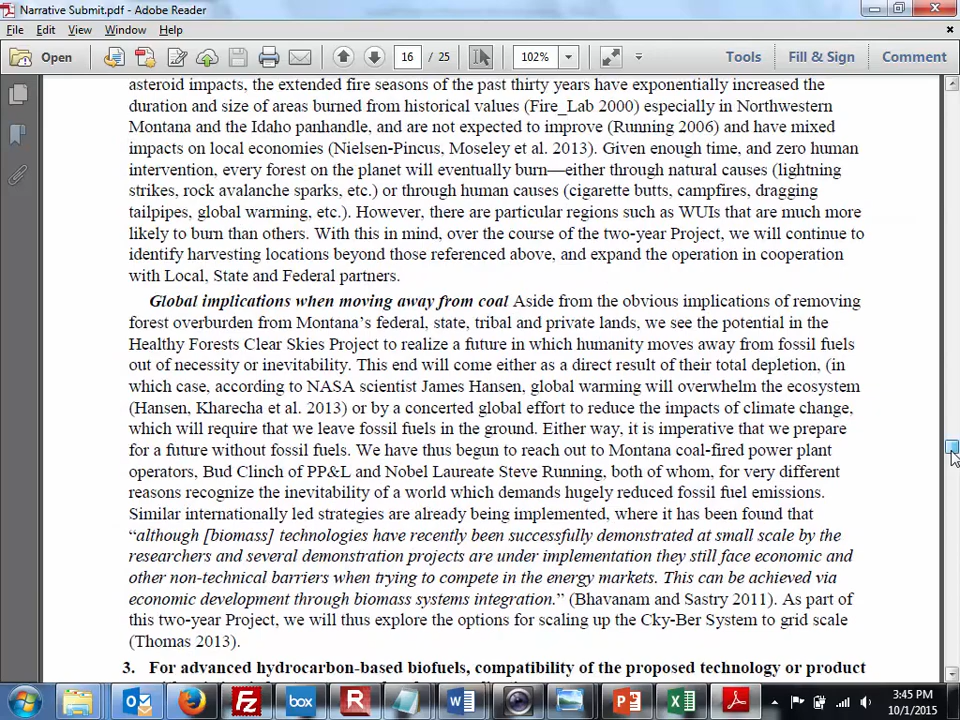 Narrative Submit.pdf - Adobe Reader
File Edit View Window Help
Open 16 / 25 102% Tools Fill & Sign Comment
asteroid impacts, the extended fire seasons of the past thirty years have exponentially increased the
duration and size of areas burned from historical values (Fire_Lab 2000) especially in Northwestern
Montana and the Idaho panhandle, and are not expected to improve (Running 2006) and have mixed
impacts on local economies (Nielsen-Pincus, Moseley et al. 2013). Given enough time, and zero human
intervention, every forest on the planet will eventually burn—either through natural causes (lightning
strikes, rock avalanche sparks, etc.) or through human causes (cigarette butts, campfires, dragging
tailpipes, global warming, etc.). However, there are particular regions such as WUIs that are much more
likely to burn than others. With this in mind, over the course of the two-year Project, we will continue to
identify harvesting locations beyond those referenced above, and expand the operation in cooperation
with Local, State and Federal partners.
Global implications when moving away from coal Aside from the obvious implications of removing
forest overburden from Montana's federal, state, tribal and private lands, we see the potential in the
Healthy Forests Clear Skies Project to realize a future in which humanity moves away from fossil fuels
out of necessity or inevitability. This end will come either as a direct result of their total depletion, (in
which case, according to NASA scientist James Hansen, global warming will overwhelm the ecosystem
(Hansen, Kharecha et al. 2013) or by a concerted global effort to reduce the impacts of climate change,
which will require that we leave fossil fuels in the ground. Either way, it is imperative that we prepare
for a future without fossil fuels. We have thus begun to reach out to Montana coal-fired power plant
operators, Bud Clinch of PP&L and Nobel Laureate Steve Running, both of whom, for very different
reasons recognize the inevitability of a world which demands hugely reduced fossil fuel emissions.
Similar internationally led strategies are already being implemented, where it has been found that
“although [biomass] technologies have recently been successfully demonstrated at small scale by the
researchers and several demonstration projects are under implementation they still face economic and
other non-technical barriers when trying to compete in the energy markets. This can be achieved via
economic development through biomass systems integration.” (Bhavanam and Sastry 2011). As part of
this two-year Project, we will thus explore the options for scaling up the Cky-Ber System to grid scale
(Thomas 2013).
3. For advanced hydrocarbon-based biofuels, compatibility of the proposed technology or product
box
3:45 PM
10/1/2015